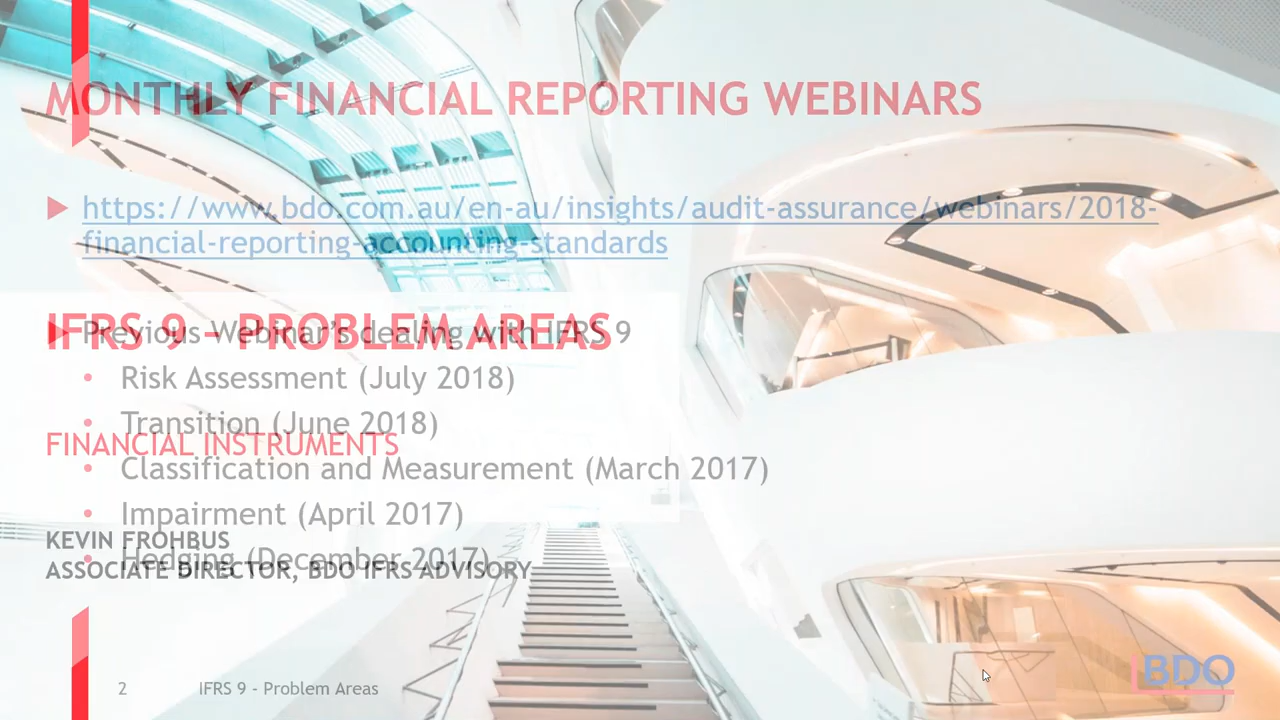 MONTHLY FINANCIAL REPORTING WEBINARS
https://www.bdo.com.au/en-au/insights/audit-assurance/webinars/2018-
financial-reporting-accounting-standards
IFRS 9 – PROBLEM AREAS
Previous Webinar's dealing with IFRS 9
• Risk Assessment (July 2018)
• Transition (June 2018)
FINANCIAL INSTRUMENTS
• Classification and Measurement (March 2017)
• Impairment (April 2017)
KEVIN FROHBUS
• Hedging (December 2017)
ASSOCIATE DIRECTOR, BDO IFRS ADVISORY
2 IFRS 9 - Problem Areas
BDO